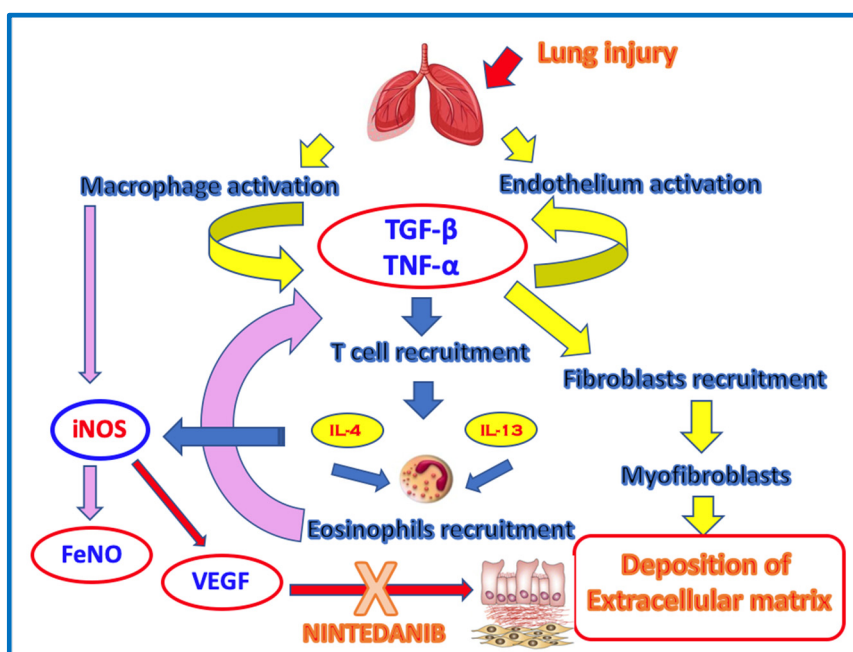 Lung injury
Macrophage activation
Endothelium activation
TGF-β
TNF-α
T cell recruitment
Fibroblasts recruitment
iNOS
IL-4
IL-13
Myofibroblasts
Eosinophils recruitment
FeNO
VEGF
Deposition of
Extracellular matrix
NINTEDANIB